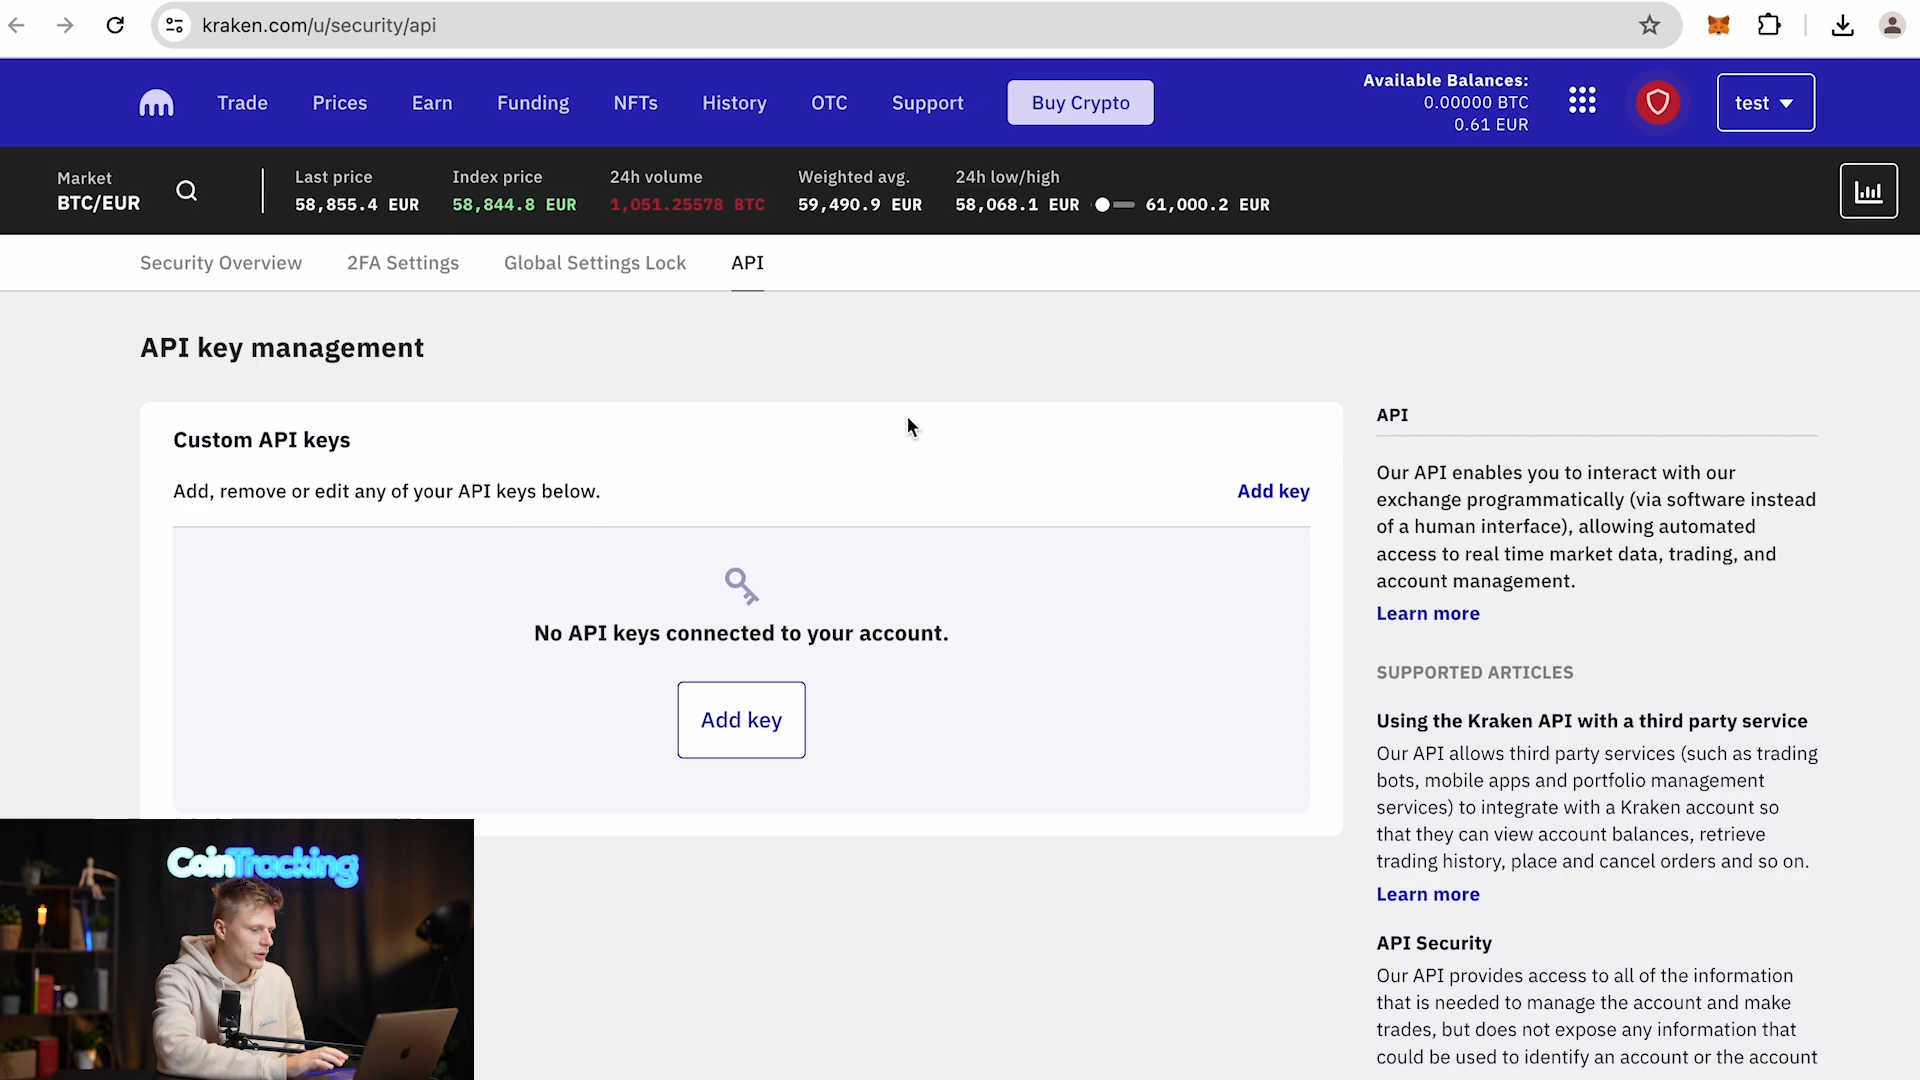 kraken.com/u/security/api
Trade Prices Earn Funding NFTs History OTC Support Buy Crypto
Available Balances:
0.00000 BTC
0.61 EUR
test
Market
BTC/EUR
Last price
58,855.4 EUR
Index price
58,844.8 EUR
24h volume
1,051.25578 BTC
Weighted avg.
59,490.9 EUR
24h low/high
58,068.1 EUR 61,000.2 EUR
Security Overview 2FA Settings Global Settings Lock API
API key management
Custom API keys
Add, remove or edit any of your API keys below. Add key
No API keys connected to your account.
Add key
API
Our API enables you to interact with our
exchange programmatically (via software instead
of a human interface), allowing automated
access to real time market data, trading, and
account management.
Learn more
SUPPORTED ARTICLES
Using the Kraken API with a third party service
Our API allows third party services (such as trading
bots, mobile apps and portfolio management
services) to integrate with a Kraken account so
that they can view account balances, retrieve
trading history, place and cancel orders and so on.
Learn more
API Security
Our API provides access to all of the information
that is needed to manage the account and make
trades, but does not expose any information that
could be used to identify an account or the account
CoinTracking